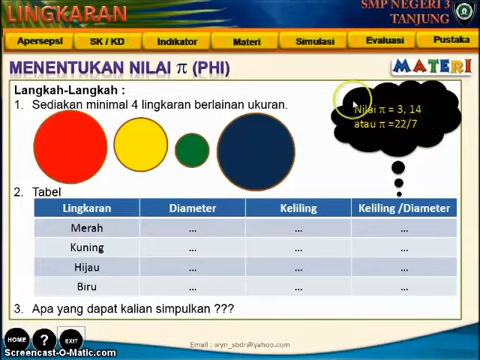 LINGKARAN
SMP NEGERI 3
TANJUNG
Apersepsi
SK / KD
Indikator
Materi
Simulasi
Evaluasi
Pustaka
MENENTUKAN NILAI π (PHI)
MATERI
Langkah-Langkah :
1. Sediakan minimal 4 lingkaran berlainan ukuran.
Nilai π = 3, 14
atau π =22/7
2. Tabel
Lingkaran Diameter Keliling Keliling /Diameter
Merah ... ... ...
Kuning ... ... ...
Hijau ... ... ...
Biru ... ... ...
3. Apa yang dapat kalian simpulkan ???
HOME
?
EXIT
Email : wyn_sbdr@yahoo.com
Screencast-O-Matic.com